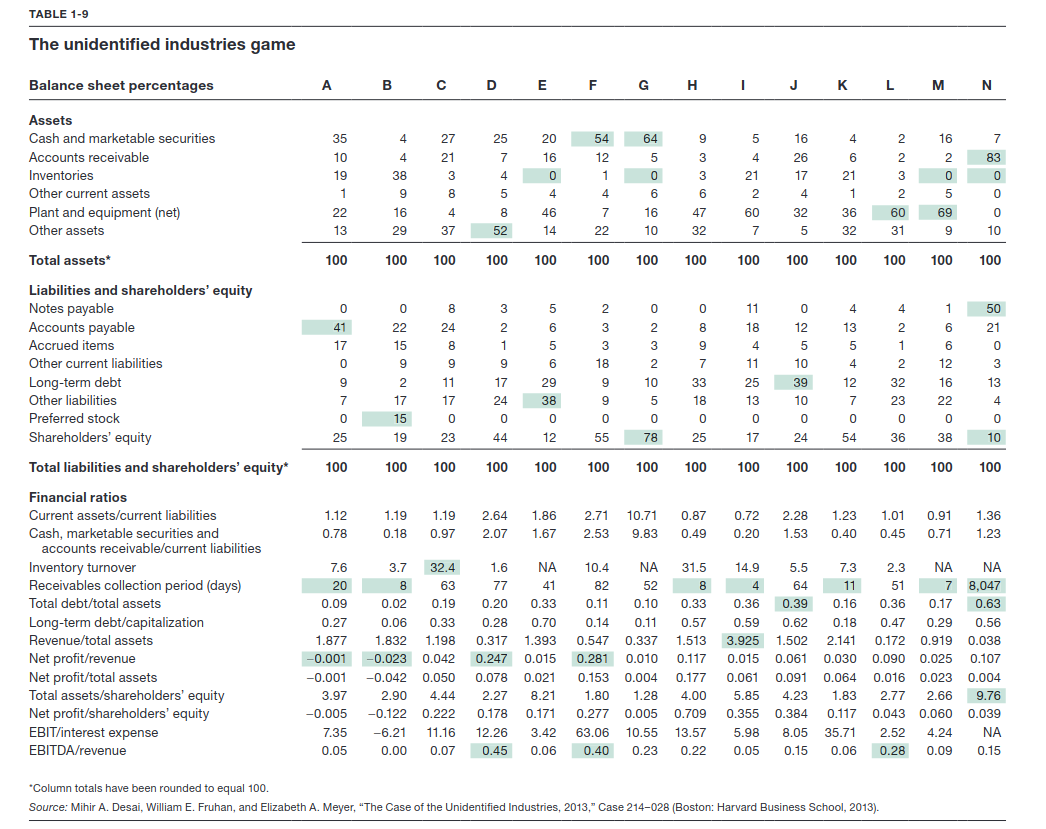 TABLE 1-9
The unidentified industries game
Balance sheet percentages A B C D E F G H I J K L M N
Assets
Cash and marketable securities 35 4 27 25 20 54 64 9 5 16 4 2 16 7
Accounts receivable 10 4 21 7 16 12 5 3 4 26 6 2 2 83
Inventories 19 38 3 4 0 1 0 3 21 17 21 3 0 0
Other current assets 1 9 8 5 4 4 6 6 2 4 1 2 5 0
Plant and equipment (net) 22 16 4 8 46 7 16 47 60 32 36 60 69 0
Other assets 13 29 37 52 14 22 10 32 7 5 32 31 9 10
Total assets* 100 100 100 100 100 100 100 100 100 100 100 100 100 100
Liabilities and shareholders’ equity
Notes payable 0 0 8 3 5 2 0 0 11 0 4 4 1 50
Accounts payable 41 22 24 2 6 3 2 8 18 12 13 2 6 21
Accrued items 17 15 8 1 5 3 3 9 4 5 5 1 6 0
Other current liabilities 0 9 9 9 6 18 2 7 11 10 4 2 12 3
Long-term debt 9 2 11 17 29 9 10 33 25 39 12 32 16 13
Other liabilities 7 17 17 24 38 9 5 18 13 10 7 23 22 4
Preferred stock 0 15 0 0 0 0 0 0 0 0 0 0 0 0
Shareholders’ equity 25 19 23 44 12 55 78 25 17 24 54 36 38 10
Total liabilities and shareholders’ equity* 100 100 100 100 100 100 100 100 100 100 100 100 100 100
Financial ratios
Current assets/current liabilities 1.12 1.19 1.19 2.64 1.86 2.71 10.71 0.87 0.72 2.28 1.23 1.01 0.91 1.36
Cash, marketable securities and 0.78 0.18 0.97 2.07 1.67 2.53 9.83 0.49 0.20 1.53 0.40 0.45 0.71 1.23
accounts receivable/current liabilities
Inventory turnover 7.6 3.7 32.4 1.6 NA 10.4 NA 31.5 14.9 5.5 7.3 2.3 NA NA
Receivables collection period (days) 20 8 63 77 41 82 52 8 4 64 11 51 7 8,047
Total debt/total assets 0.09 0.02 0.19 0.20 0.33 0.11 0.10 0.33 0.36 0.39 0.16 0.36 0.17 0.63
Long-term debt/capitalization 0.27 0.06 0.33 0.28 0.70 0.14 0.11 0.57 0.59 0.62 0.18 0.47 0.29 0.56
Revenue/total assets 1.877 1.832 1.198 0.317 1.393 0.547 0.337 1.513 3.925 1.502 2.141 0.172 0.919 0.038
Net profit/revenue −0.001 −0.023 0.042 0.247 0.015 0.281 0.010 0.117 0.015 0.061 0.030 0.090 0.025 0.107
Net profit/total assets −0.001 −0.042 0.050 0.078 0.021 0.153 0.004 0.177 0.061 0.091 0.064 0.016 0.023 0.004
Total assets/shareholders’ equity 3.97 2.90 4.44 2.27 8.21 1.80 1.28 4.00 5.85 4.23 1.83 2.77 2.66 9.76
Net profit/shareholders’ equity −0.005 −0.122 0.222 0.178 0.171 0.277 0.005 0.709 0.355 0.384 0.117 0.043 0.060 0.039
EBIT/interest expense 7.35 −6.21 11.16 12.26 3.42 63.06 10.55 13.57 5.98 8.05 35.71 2.52 4.24 NA
EBITDA/revenue 0.05 0.00 0.07 0.45 0.06 0.40 0.23 0.22 0.05 0.15 0.06 0.28 0.09 0.15
*Column totals have been rounded to equal 100.
Source: Mihir A. Desai, William E. Fruhan, and Elizabeth A. Meyer, “The Case of the Unidentified Industries, 2013,” Case 214–028 (Boston: Harvard Business School, 2013).